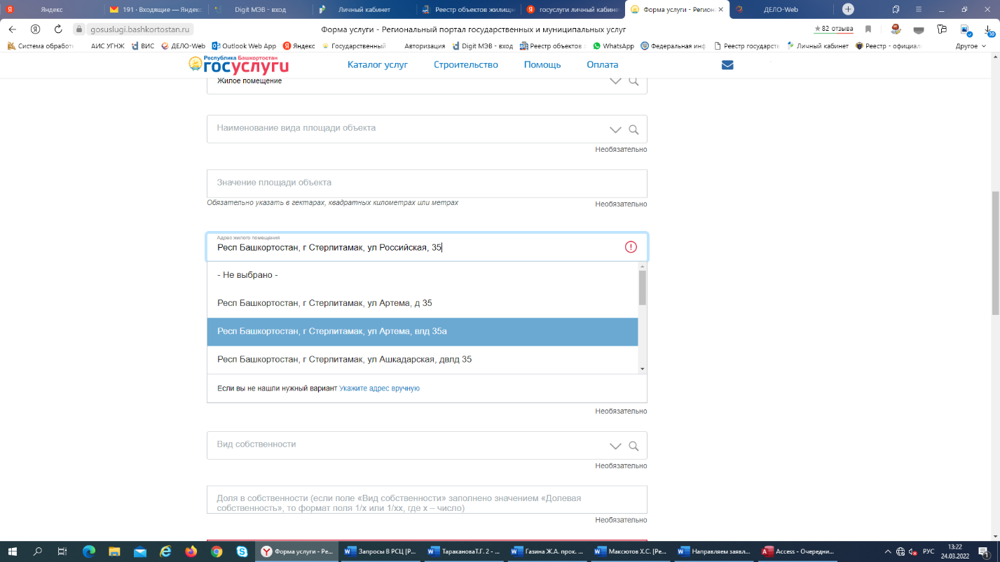 Яндекс
191 · Входящие — Яндекс
Digit МЭВ - вход
Личный кабинет
Реестр объектов жилищн
госуслуги личный кабине
Форма услуги - Регион
ДЕЛО-Web
gosuslugi.bashkortostan.ru
Форма услуги - Региональный портал государственных и муниципальных услуг
★82 отзыва
30
Система обработ
АИС УГНЖ
ВИС
ДЕЛО-Web
Outlook Web App
Яндекс
Государственный
Авторизация
Digit МЭВ - вход
Реестр объектов
WhatsApp
Федеральная инф
Реестр государств
Личный кабинет
Реестр - официал
Другое
Республика Башкортостан
госуслуги
Каталог услуг
Строительство
Помощь
Оплата
Жилое помещение
Наименование вида площади объекта
Необязательно
Значение площади объекта
Обязательно указать в гектарах, квадратных километрах или метрах
Необязательно
Адрес жилого помещения
Респ Башкортостан, г Стерлитамак, ул Российская, 35
- Не выбрано -
Респ Башкортостан, г Стерлитамак, ул Артема, д 35
Респ Башкортостан, г Стерлитамак, ул Артема, влд 35а
Респ Башкортостан, г Стерлитамак, ул Ашкадарская, двлд 35
Если вы не нашли нужный вариант Укажите адрес вручную
Необязательно
Вид собственности
Необязательно
Доля в собственности (если поле «Вид собственности» заполнено значением «Долевая
собственность», то формат поля 1/x или 1/xx, где x – число)
Необязательно
Форма услуги - Ре...
Запросы В РСЦ [Р...
ТаракановаТ.Г. 2 - ...
Газина Ж.А. прок. ...
Максютов Х.С. [Ре...
Направляем заявл...
Access - Очередни...
РУС
13:22
24.03.2022
1